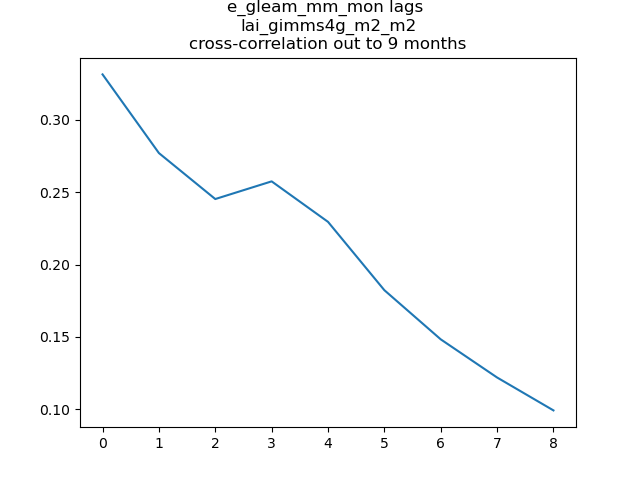 e_gleam_mm_mon lags
lai_gimms4g_m2_m2
cross-correlation out to 9 months
0.30
0.25
0.20
0.15
0.10
0 1 2 3 4 5 6 7 8